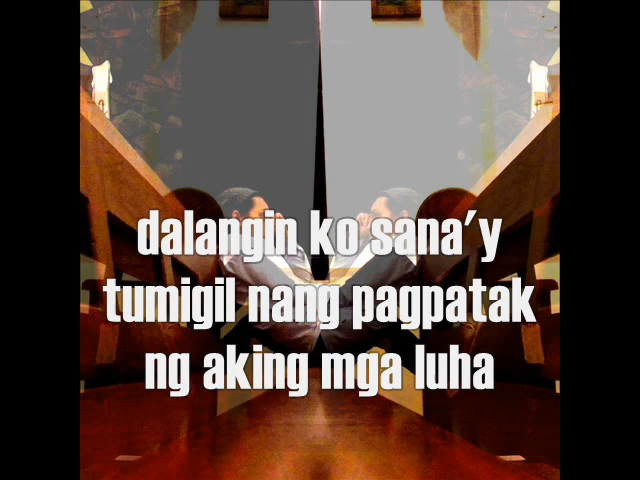 dalangin ko sana'y
tumigil nang pagpatak
ng aking mga luha